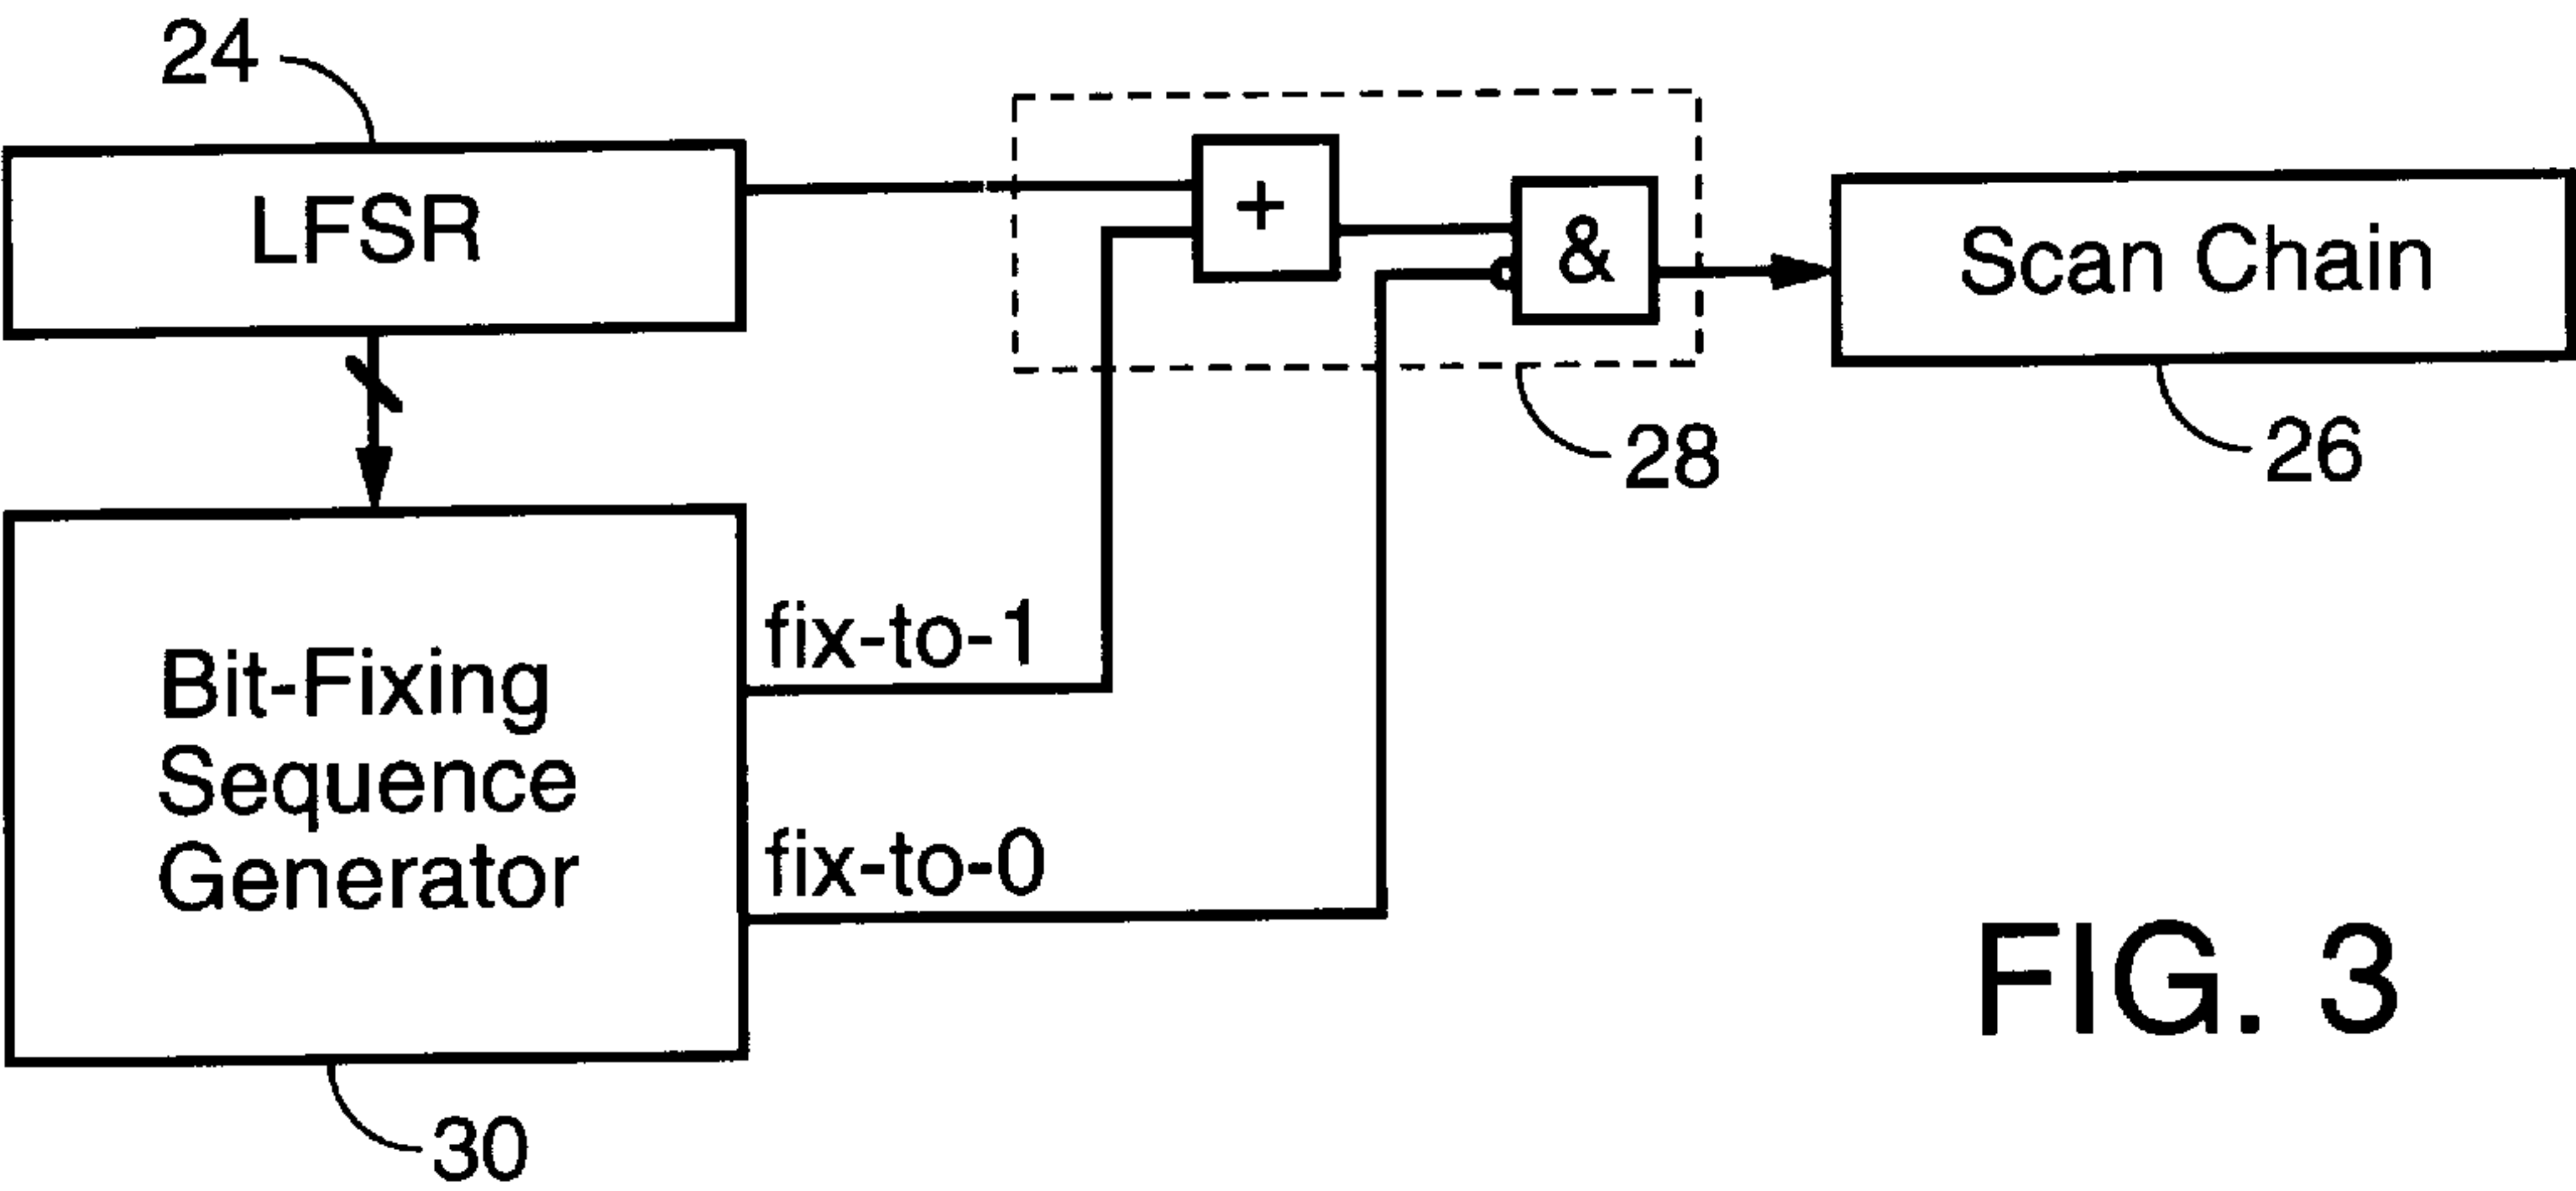 24
LFSR
+
&
Scan Chain
28
26
fix-to-1
Bit-Fixing
Sequence
Generator
fix-to-0
30
FIG. 3